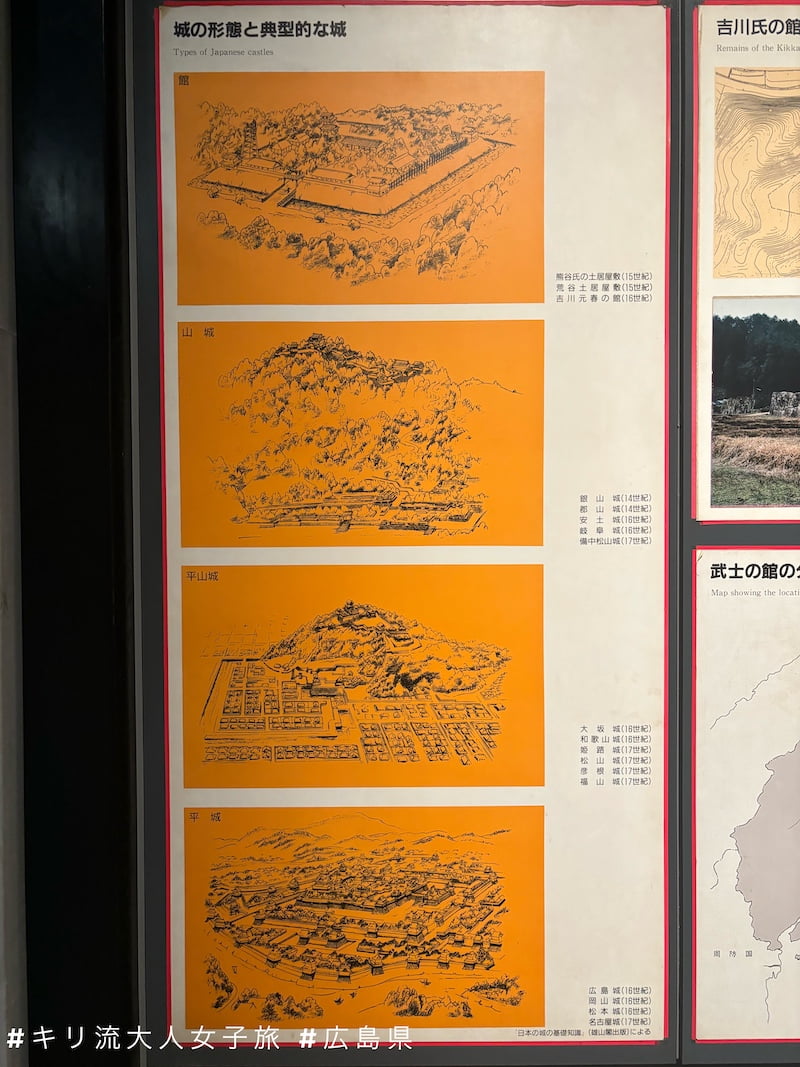 城の形態と典型的な城
Types of Japanese castles
館
熊谷氏の土居屋敷(15世紀)
荒谷土居屋敷(15世紀)
吉川元春の館(16世紀)
山城
銀山城(14世紀)
郡山城(14世紀)
安土城(16世紀)
岐阜城(16世紀)
備中松山城(17世紀)
平山城
大坂城(16世紀)
和歌山城(16世紀)
姫路城(17世紀)
松山城(17世紀)
彦根城(17世紀)
福山城(17世紀)
平城
広島城(16世紀)
岡山城(16世紀)
松本城(16世紀)
名古屋城(17世紀)
「日本の城の基礎知識」(雄山閣出版)による
吉川氏の館
Remains of the Kikka
武士の館の
Map showing the locati
周防国
#キリ流大人女子旅 #広島県